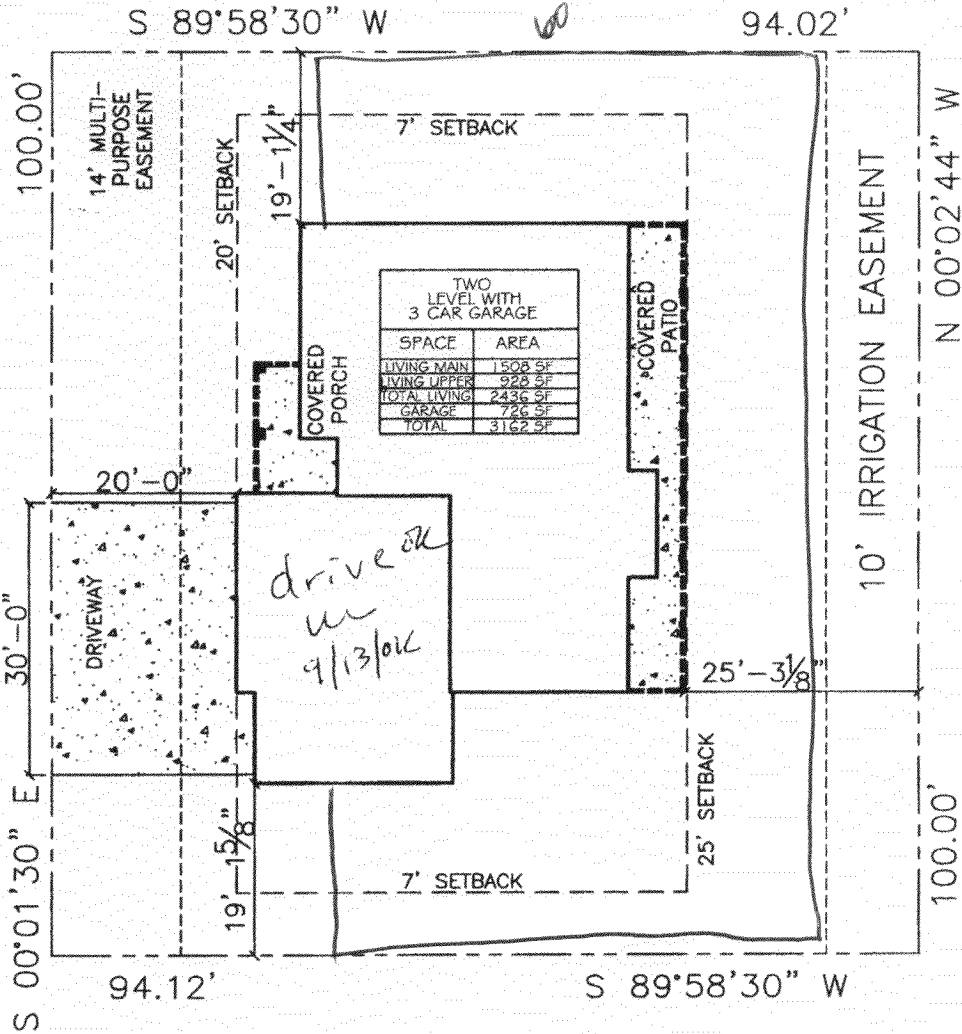 S 89°58'30" W
60
94.02'
100.00'
14' MULTI-
PURPOSE
EASEMENT
20' SETBACK
19'-1¼"
7' SETBACK
10' IRRIGATION EASEMENT
N 00°02'44" W
TWO
LEVEL WITH
3 CAR GARAGE
SPACE AREA
LIVING MAIN 1508 SF
LIVING UPPER 928 SF
TOTAL LIVING 2436 SF
GARAGE 726 SF
TOTAL 3162 SF
COVERED
PATIO
COVERED
PORCH
20'-0"
DRIVEWAY
30'-0"
drive OK
25'-3⅛"
25' SETBACK
19'-1⅝"
7' SETBACK
S 00°01'30" E
100.00'
94.12'
S 89°58'30" W